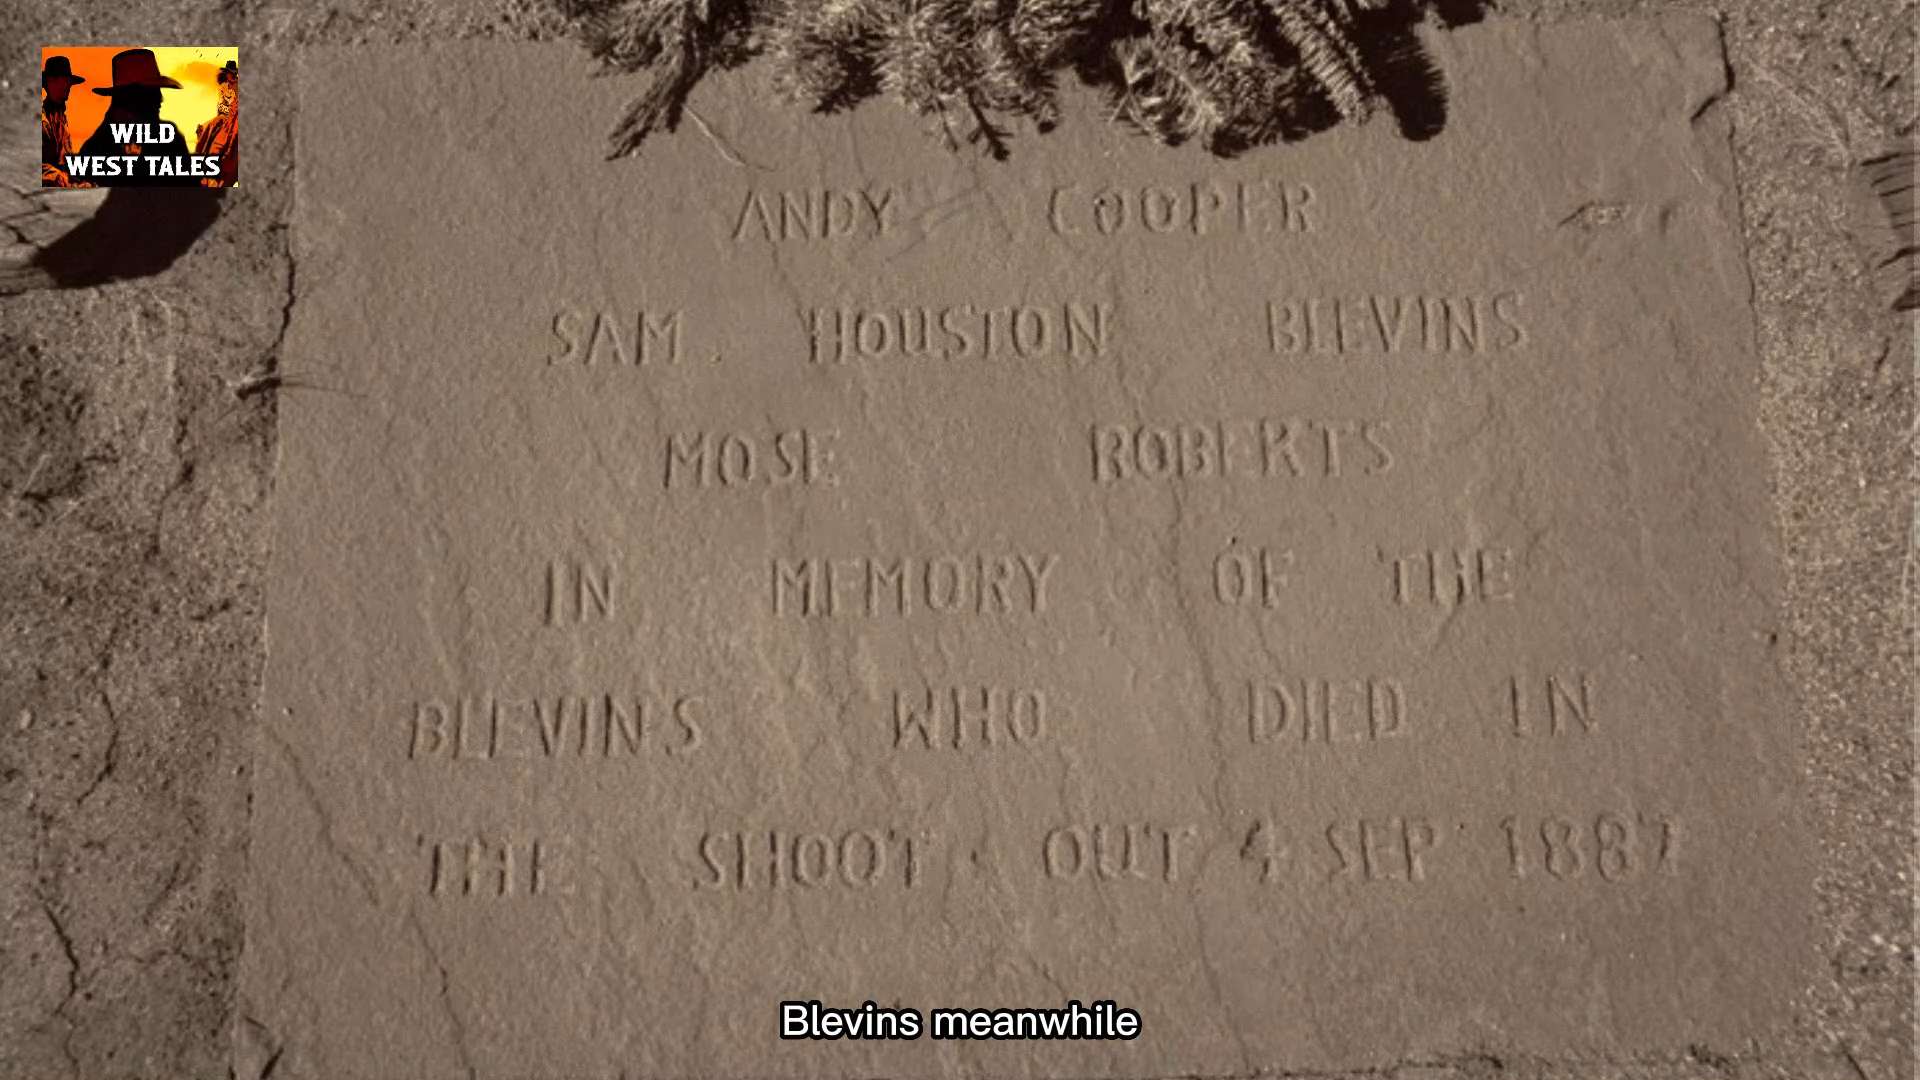 WILD
WEST TALES
ANDY COOPER
SAM HOUSTON BLEVINS
MOSE ROBERTS
IN MEMORY OF THE
BLEVINS WHO DIED IN
THE SHOOT OUT 4 SEP 1887
Blevins meanwhile